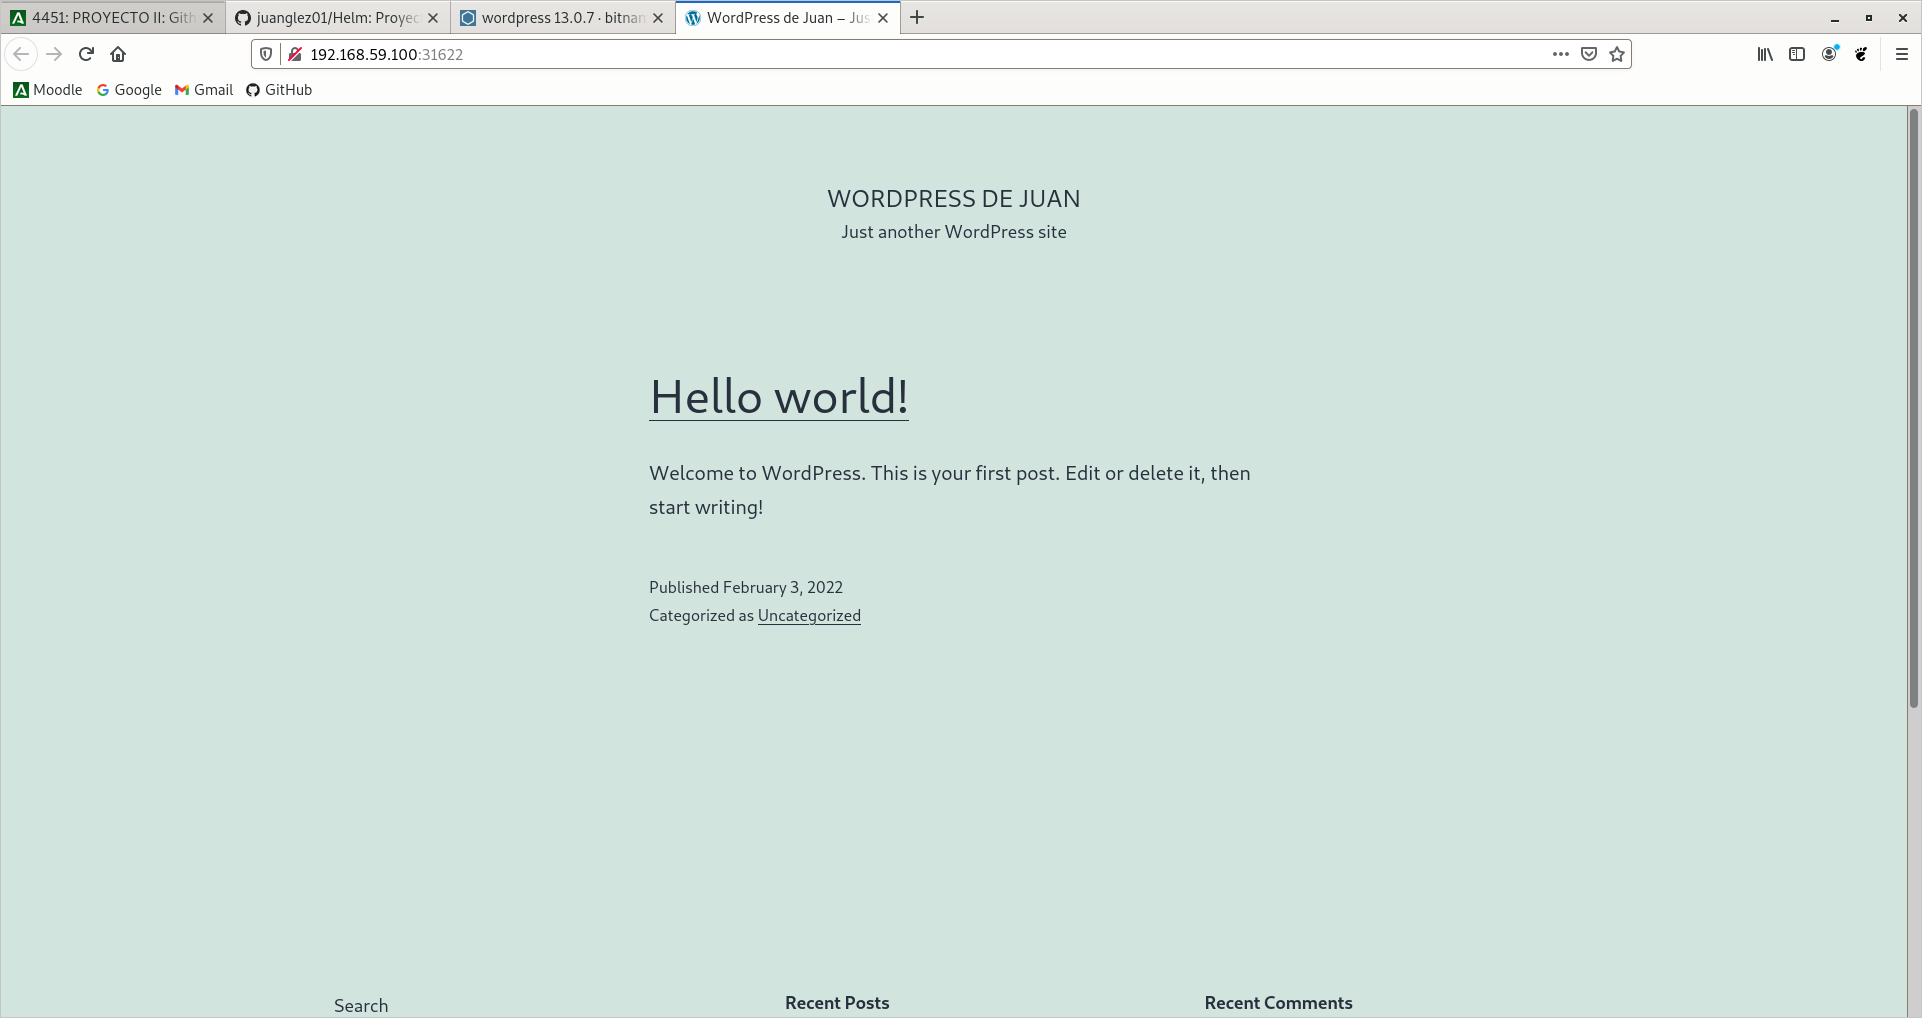 4451: PROYECTO II: Gith
juanglez01/Helm: Proyec
wordpress 13.0.7 · bitnam
WordPress de Juan – Jus
192.168.59.100:31622
Moodle
Google
Gmail
GitHub
WORDPRESS DE JUAN
Just another WordPress site
Hello world!
Welcome to WordPress. This is your first post. Edit or delete it, then
start writing!
Published February 3, 2022
Categorized as Uncategorized
Search
Recent Posts
Recent Comments